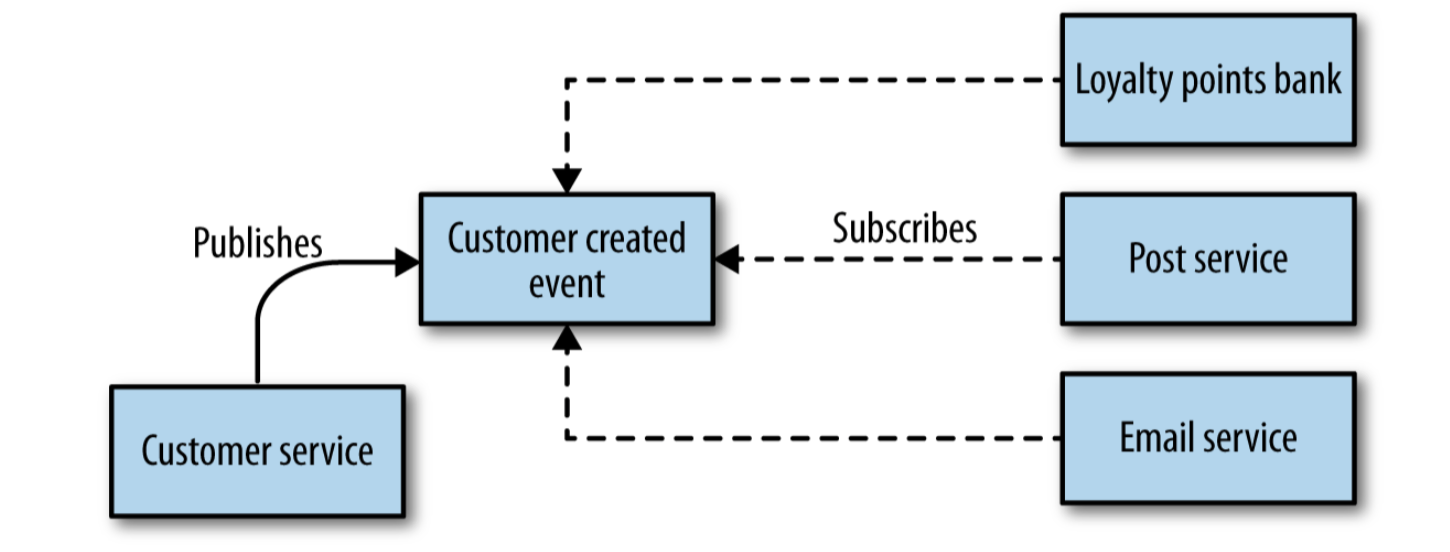 Loyalty points bank
Publishes
Customer created
event
Subscribes
Post service
Customer service
Email service